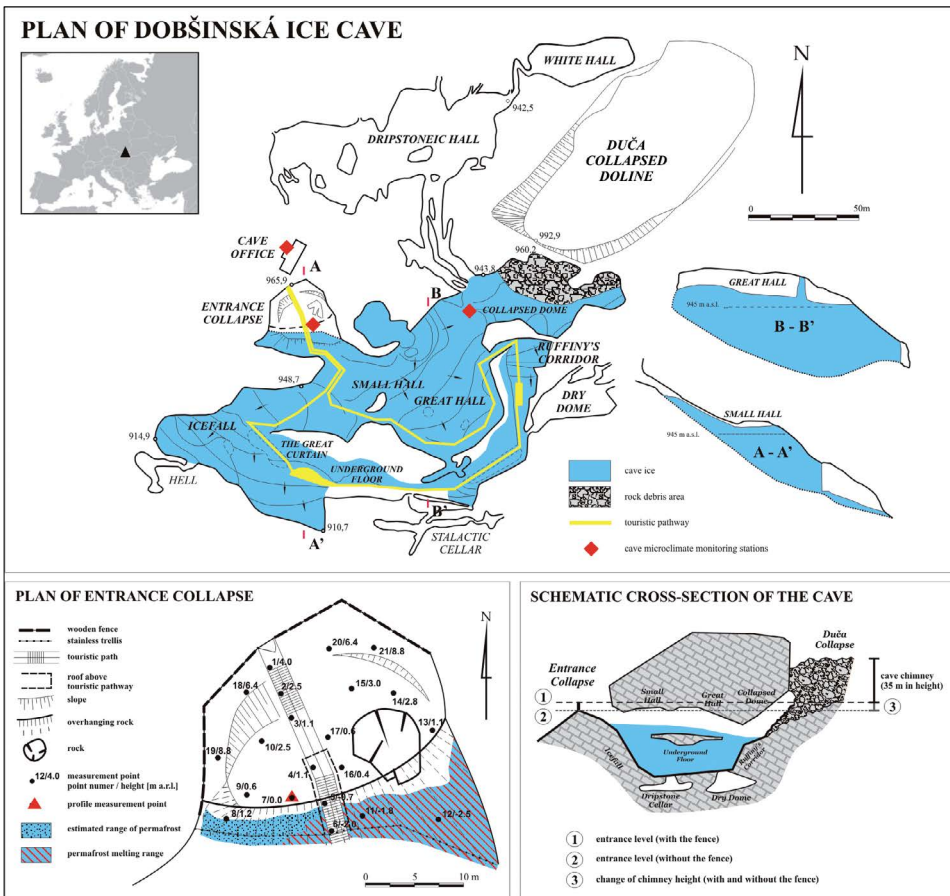 PLAN OF DOBŠINSKÁ ICE CAVE
WHITE HALL
942,5
DRIPSTONEIC HALL
DUČA
COLLAPSED
DOLINE
N
0 50m
992,9
960,2
943,8
CAVE
OFFICE
A
965,9
B
ENTRANCE
COLLAPSE
COLLAPSED DOME
GREAT HALL
945 m a.s.l.
B - B'
RUFFINY'S
CORRIDOR
948,7
SMALL HALL
GREAT HALL
DRY
DOME
ICEFALL
914,9
THE GREAT
CURTAIN
UNDERGROUND
FLOOR
HELL
SMALL HALL
945 m a.s.l.
A - A'
B'
910,7
A'
STALACTIC
CELLAR
cave ice
rock debris area
touristic pathway
cave microclimate monitoring stations
PLAN OF ENTRANCE COLLAPSE
wooden fence
stainless trellis
touristic path
roof above
touristic pathway
slope
overhanging rock
rock
12/4.0 measurement point
point numer / height [m a.r.l.]
profile measurement point
estimated range of permafrost
permafrost melting range
N
20/6.4
21/8.8
1/4.0
18/6.4
2/2.5
15/3.0
14/2.8
3/1.1
13/1.1
17/0.6
10/2.5
19/8.8
4/1.1
16/0.4
9/0.6
7/0.0
5/-0.7
8/1,2
11/-1.8
12/-2.5
6/-2.0
0 5 10 m
SCHEMATIC CROSS-SECTION OF THE CAVE
Duča
Collapse
Entrance
Collapse
cave chimney
(35 m in height)
Small
Hall
Great
Hall
Collapsed
Dome
1
2
3
Underground
Floor
Icefall
Ruffiny's
Corridor
Dripstone
Cellar
Dry Dome
1 entrance level (with the fence)
2 entrance level (without the fence)
3 change of chimney height (with and without the fence)